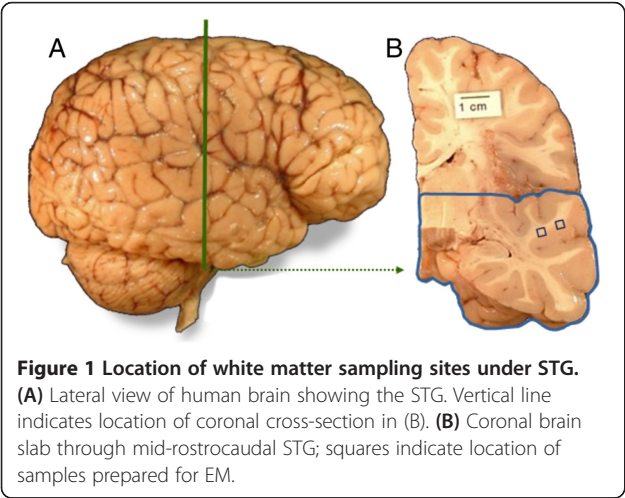 A
B
1 cm
Figure 1 Location of white matter sampling sites under STG.
(A) Lateral view of human brain showing the STG. Vertical line
indicates location of coronal cross-section in (B). (B) Coronal brain
slab through mid-rostrocaudal STG; squares indicate location of
samples prepared for EM.